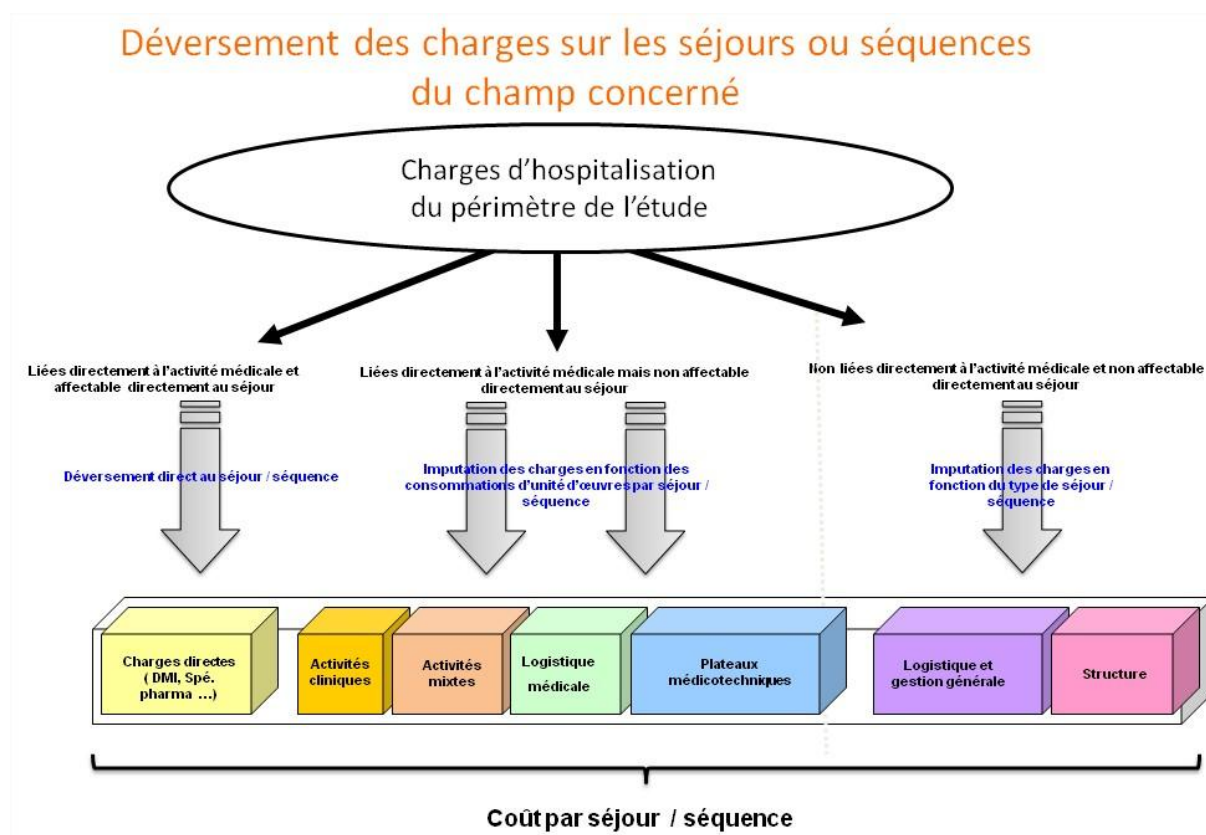 Déversement des charges sur les séjours ou séquences
du champ concerné
Charges d'hospitalisation
du périmètre de l'étude
Liées directement à l'activité médicale et
affectable directement au séjour
Liées directement à l'activité médicale mais non affectable
directement au séjour
Non liées directement à l'activité médicale et non affectable
directement au séjour
Déversement direct au séjour / séquence
Imputation des charges en fonction des
consommations d'unité d'œuvres par séjour /
séquence
Imputation des charges en
fonction du type de séjour /
séquence
Charges directes
( DMI, Spé.
pharma ...)
Activités
cliniques
Activités
mixtes
Logistique
médicale
Plateaux
médicotechniques
Logistique et
gestion générale
Structure
Coût par séjour / séquence